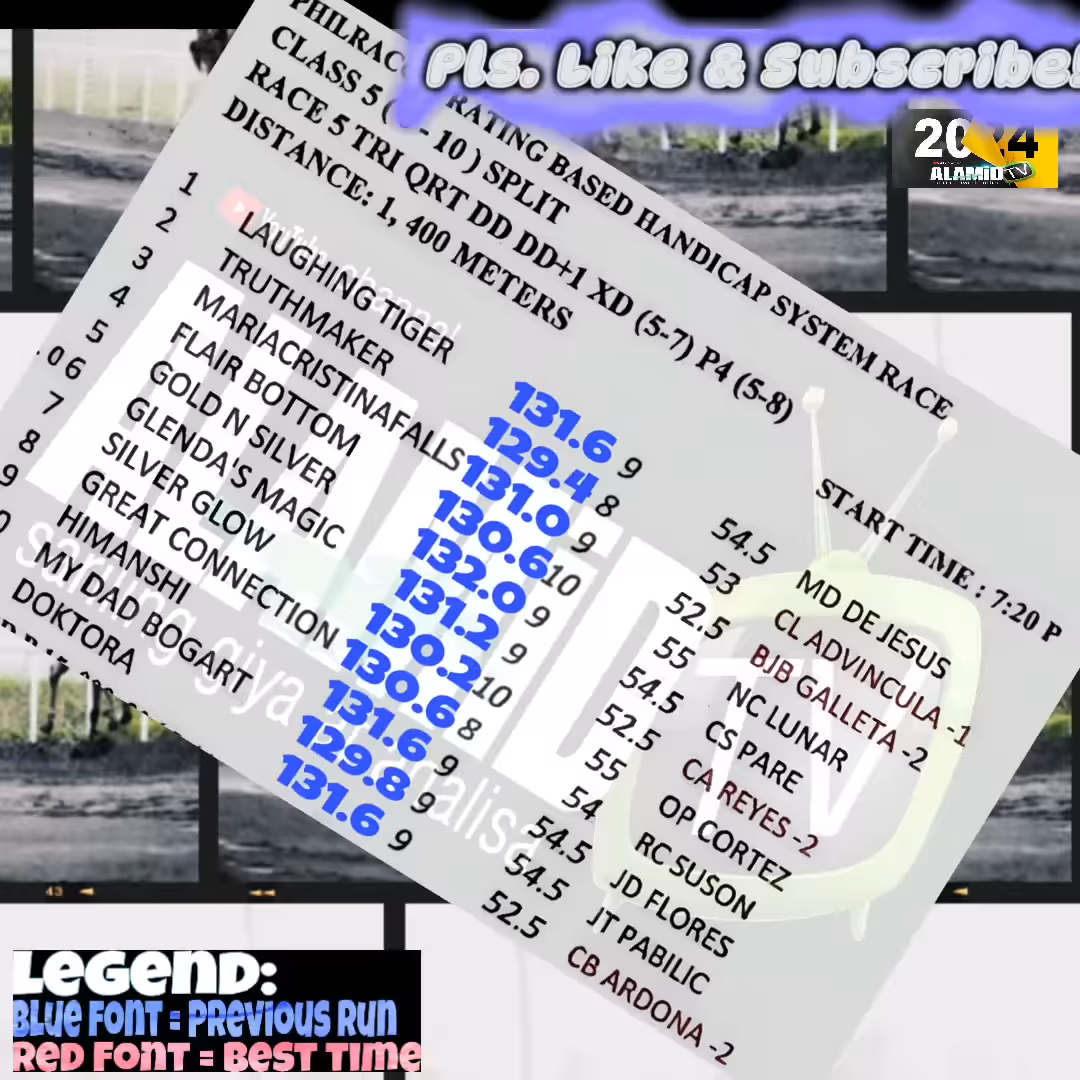 Pls. Like & Subscribe!
2024
ALAMID TV
RATING BASED HANDICAP SYSTEM RACE
CLASS 5 ( - 10 ) SPLIT
RACE 5 TRI QRT DD DD+1 XD (5-7) P4 (5-8)
DISTANCE: 1, 400 METERS
START TIME : 7:20 P
1 LAUGHING TIGER 131.6 9 54.5 MD DE JESUS
2 TRUTHMAKER 129.4 8 53 CL ADVINCULA -1
3 MARIACRISTINAFALLS 131.0 9 52.5 BJB GALLETA -2
4 FLAIR BOTTOM 130.6 10 55 NC LUNAR
5 GOLD N SILVER 132.0 9 54.5 CS PARE
.06 GLENDA'S MAGIC 131.2 9 52.5 CA REYES -2
7 SILVER GLOW 130.2 10 55 OP CORTEZ
8 GREAT CONNECTION 130.6 8 54 RC SUSON
9 HIMANSHI 131.6 9 54.5 JD FLORES
0 MY DAD BOGART 129.8 9 54.5 JT PABILIC
DOKTORA 131.6 9 52.5 CB ARDONA -2
YouTube channel
TV
LEGEND:
BLUE FONT = PREVIOUS RUN
RED FONT = BEST TIME
43